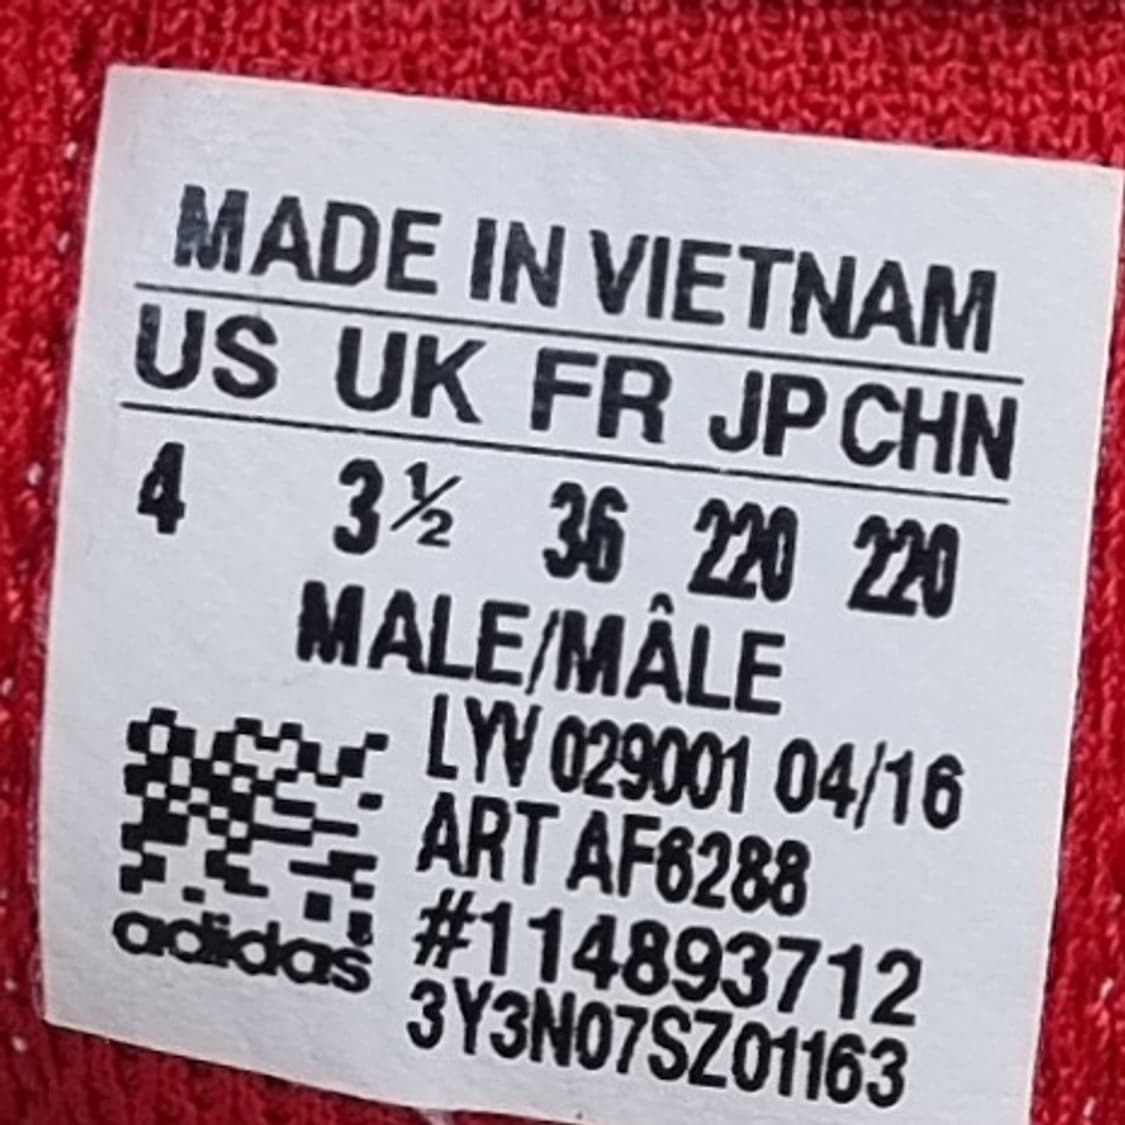 MADE IN VIETNAM
US UK FR JP CHN
4 3½ 36 220 220
MALE/MÂLE
LYV 029001 04/16
ART AF6288
#114893712
adidas
3Y3N07SZ01163